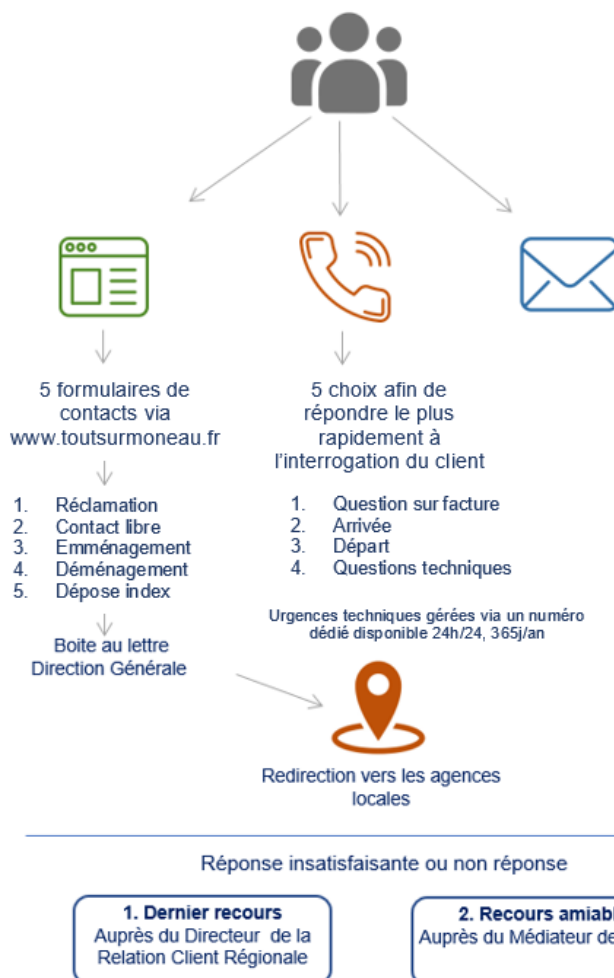 5 formulaires de
contacts via
www.toutsurmoneau.fr
1. Réclamation
2. Contact libre
3. Emménagement
4. Déménagement
5. Dépose index
Boite au lettre
Direction Générale
5 choix afin de
répondre le plus
rapidement à
l'interrogation du client
1. Question sur facture
2. Arrivée
3. Départ
4. Questions techniques
Urgences techniques gérées via un numéro
dédié disponible 24h/24, 365j/an
Redirection vers les agences
locales
Réponse insatisfaisante ou non réponse
1. Dernier recours
Auprès du Directeur de la
Relation Client Régionale
2. Recours
Auprès du Médiateur de